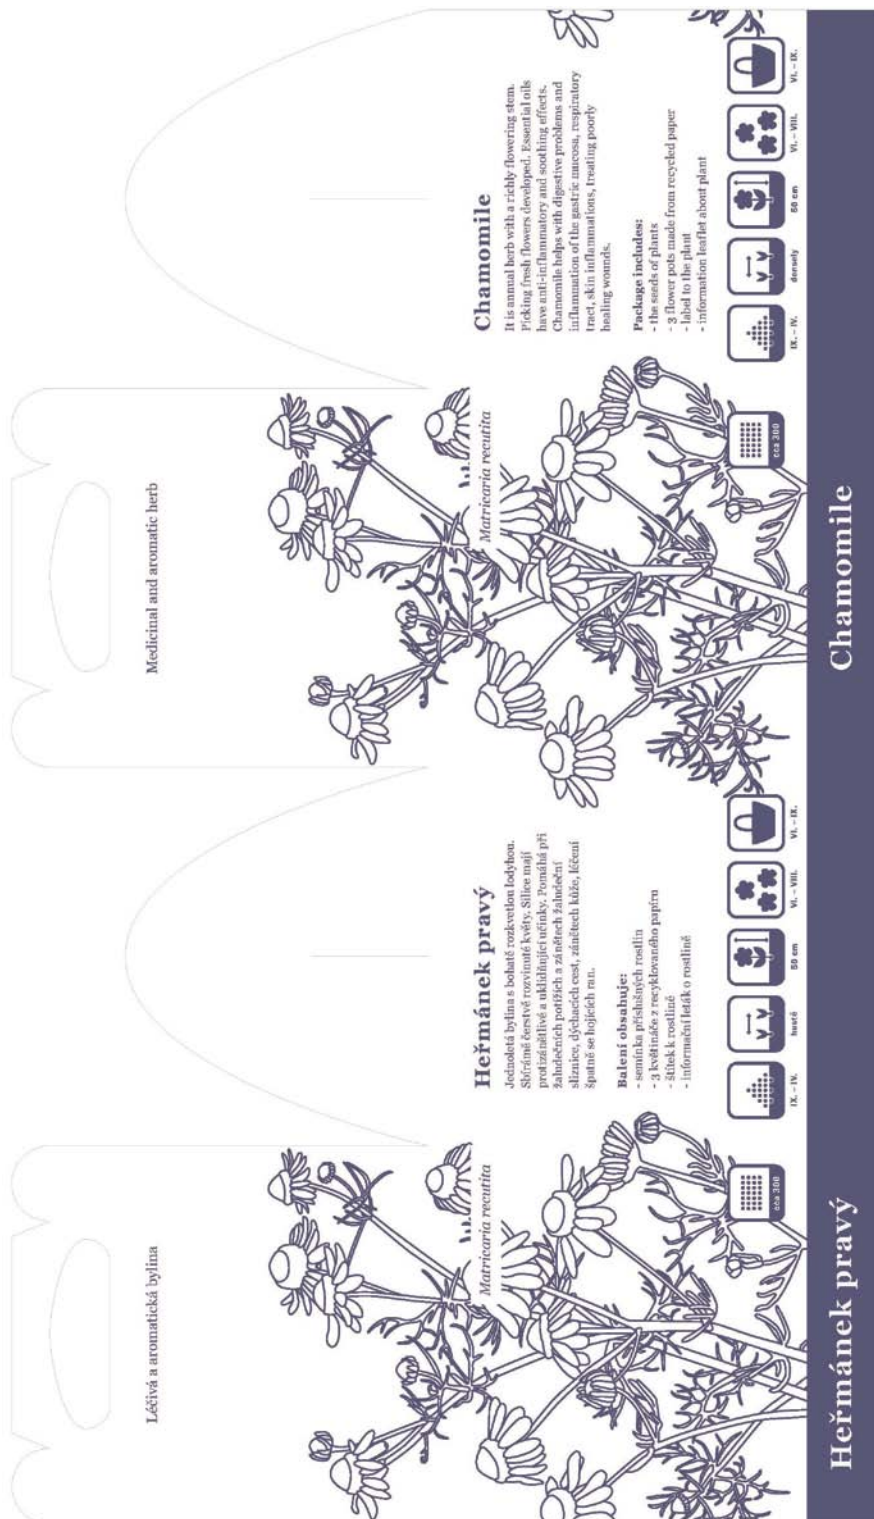 Léčivá a aromatická bylina
Matricaria recutita
cca 300
Heřmánek pravý
Heřmánek pravý
Jednoletá bylina s bohatě rozkvetlou lodyhou.
Sbíráme čerstvě rozvinuté květy. Silice mají
protizánětlivé a uklidňující účinky. Pomáhá při
žaludečních potížích a zánětech žaludeční
sliznice, dýchacích cest, zánětech kůže, léčení
špatně se hojících ran.
Balení obsahuje:
- semínka příslušných rostlin
- 3 květináče z recyklovaného papíru
- štítek k rostlině
- informační leták o rostlině
IX. – IV.
hustě
50 cm
VI. – VIII.
VI. – IX.
Medicinal and aromatic herb
Matricaria recutita
cca 300
Chamomile
Chamomile
It is annual herb with a richly flowering stem.
Picking fresh flowers developed. Essential oils
have anti-inflammatory and soothing effects.
Chamomile helps with digestive problems and
inflammation of the gastric mucosa, respiratory
tract, skin inflammations, treating poorly
healing wounds.
Package includes:
- the seeds of plants
- 3 flower pots made from recycled paper
- label to the plant
- information leaflet about plant
IX. – IV.
densely
50 cm
VI. – VIII.
VI. – IX.